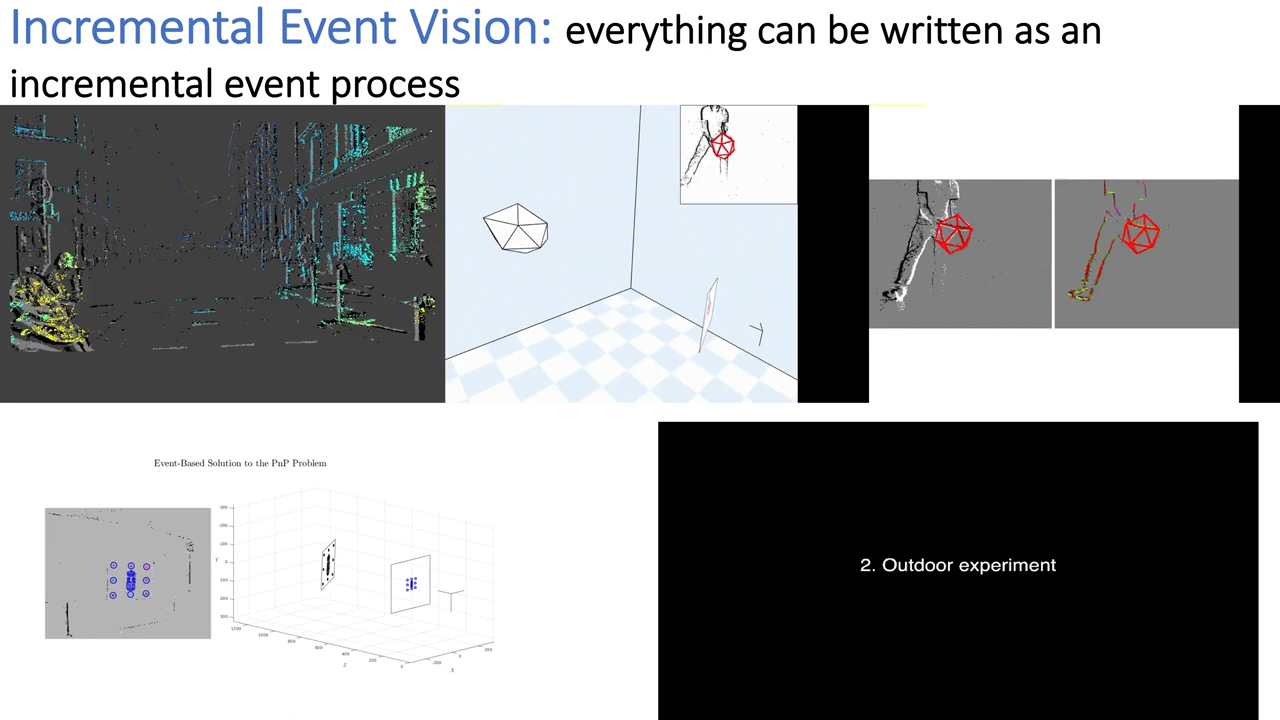 Incremental Event Vision: everything can be written as an
incremental event process
Event-Based Solution to the PnP Problem
2. Outdoor experiment
Y
Z
X